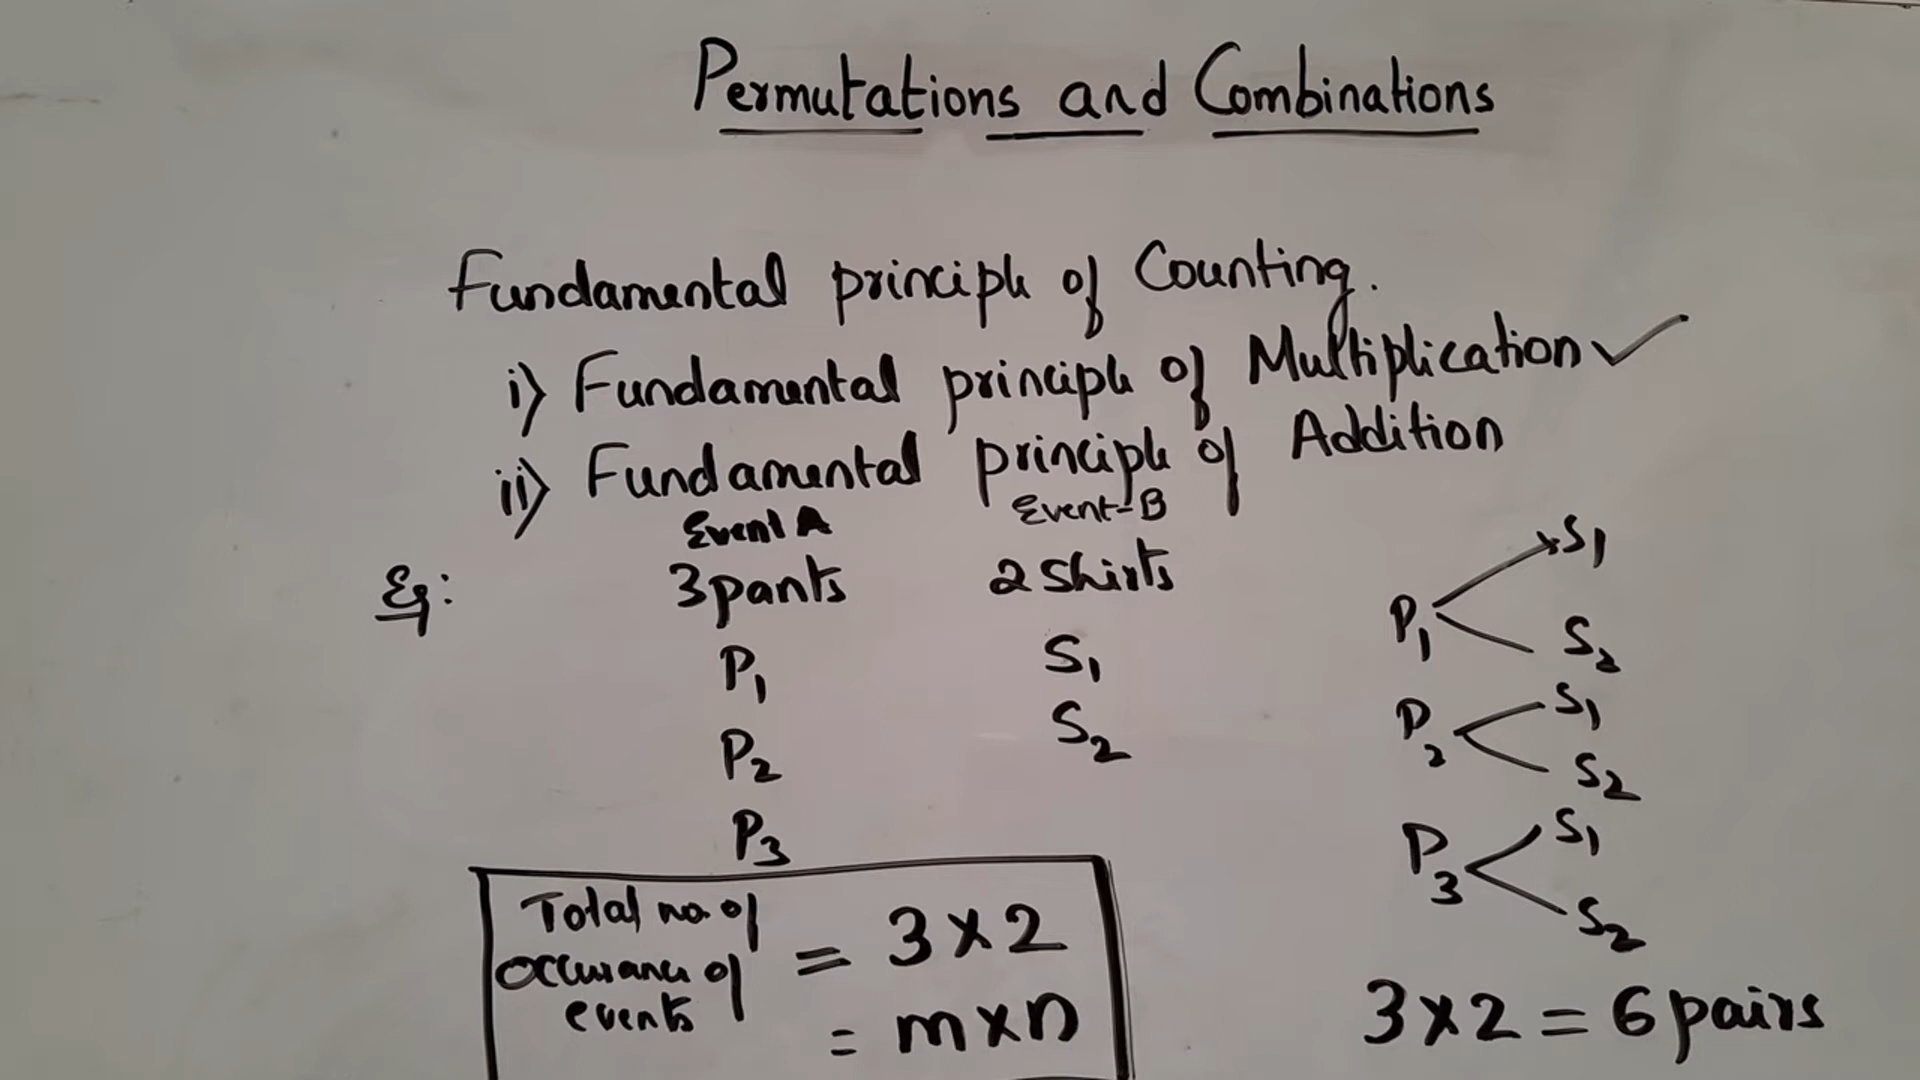 Permutations and Combinations
Fundamental principle of Counting.
i) Fundamental principle of Multiplication ✓
ii) Fundamental principle of Addition
Event A Event-B
Eg: 3 pants 2 Shirts
P1 S1
P2 S2
P3
P1 S1
S2
P2 S1
S2
P3 S1
S2
Total no. of
occurance of = 3×2
events = m×n
3×2 = 6 pairs